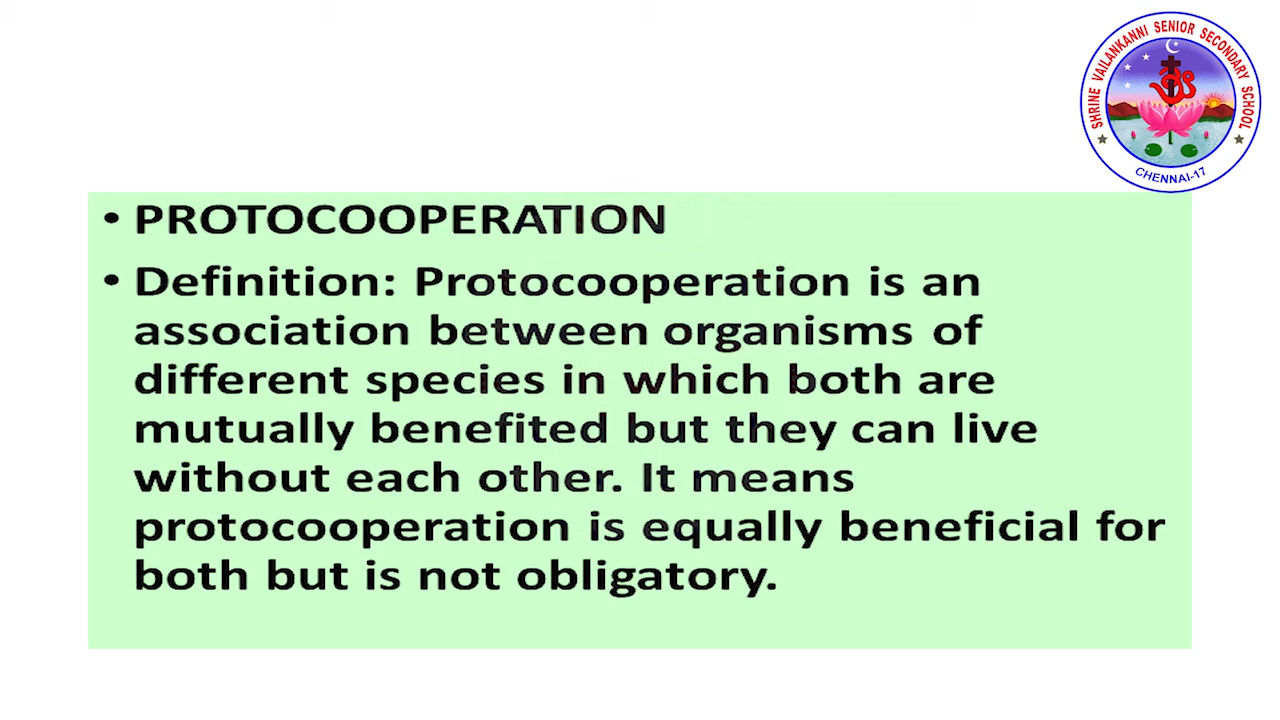 SHRINE VAILANKANNI SENIOR SECONDARY SCHOOL
CHENNAI-17
• PROTOCOOPERATION
• Definition: Protocooperation is an
association between organisms of
different species in which both are
mutually benefited but they can live
without each other. It means
protocooperation is equally beneficial for
both but is not obligatory.